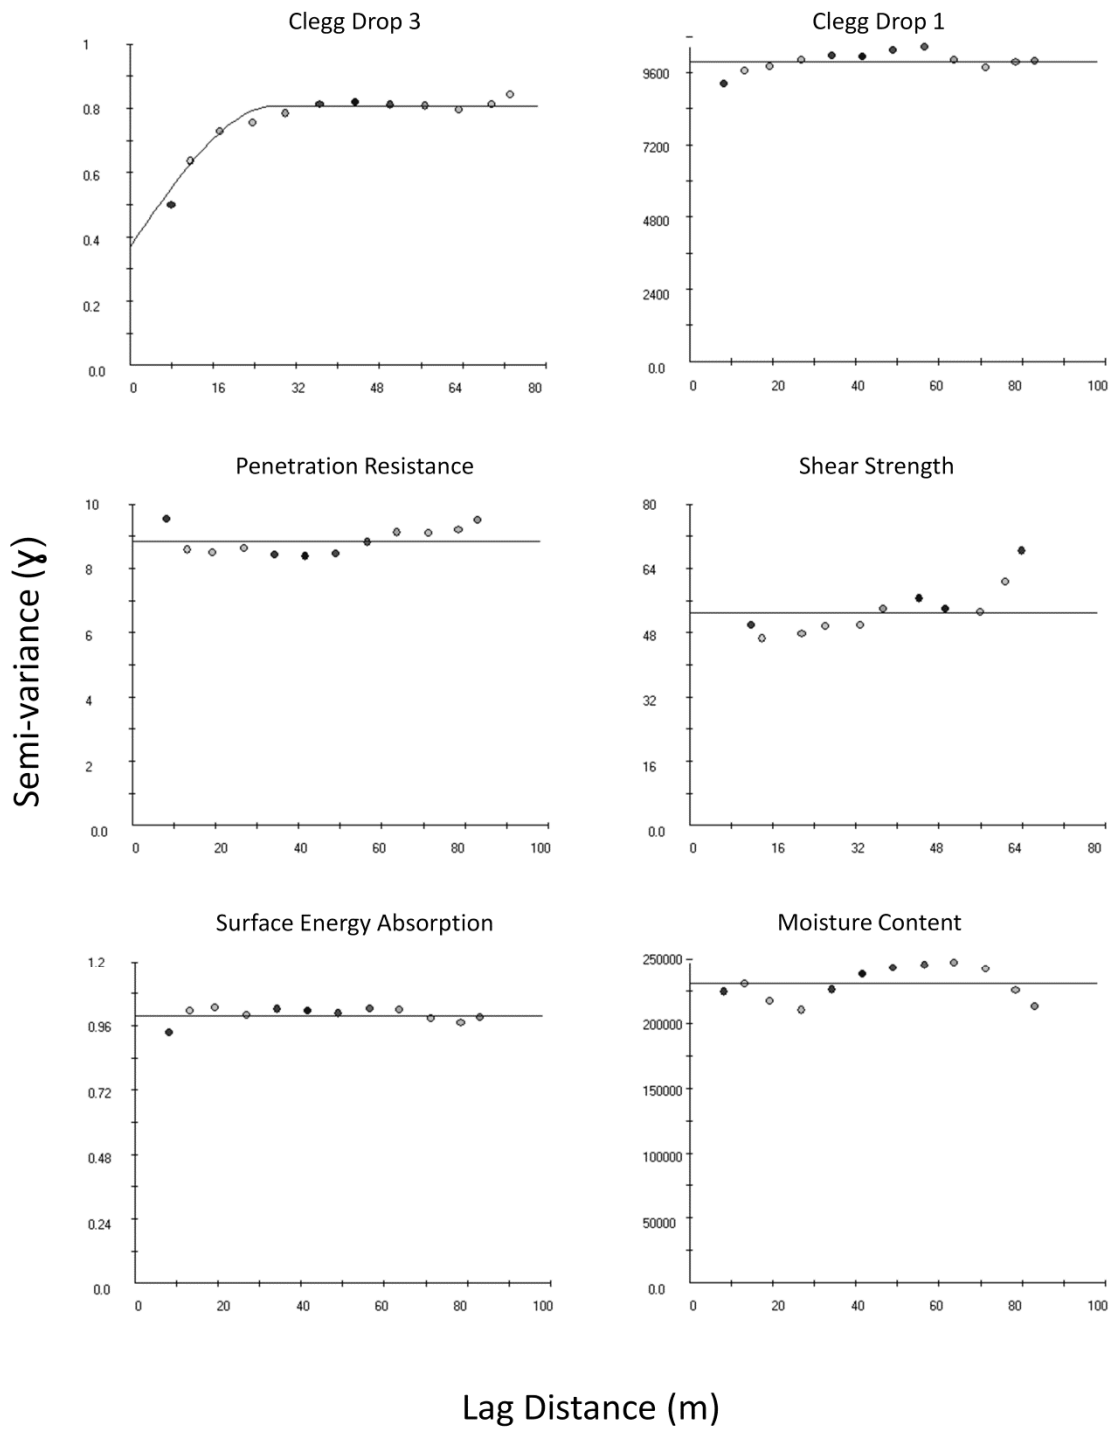 Clegg Drop 3
Clegg Drop 1
1
0.8
0.6
0.4
0.2
0.0
0 16 32 48 64 80
9600
7200
4800
2400
0.0
0 20 40 60 80 100
Penetration Resistance
Shear Strength
10
8
6
4
2
0.0
0 20 40 60 80 100
80
64
48
32
16
0.0
0 16 32 48 64 80
Semi-variance (ɣ)
Surface Energy Absorption
Moisture Content
1.2
0.96
0.72
0.48
0.24
0.0
0 20 40 60 80 100
250000
200000
150000
100000
50000
0.0
0 20 40 60 80 100
Lag Distance (m)